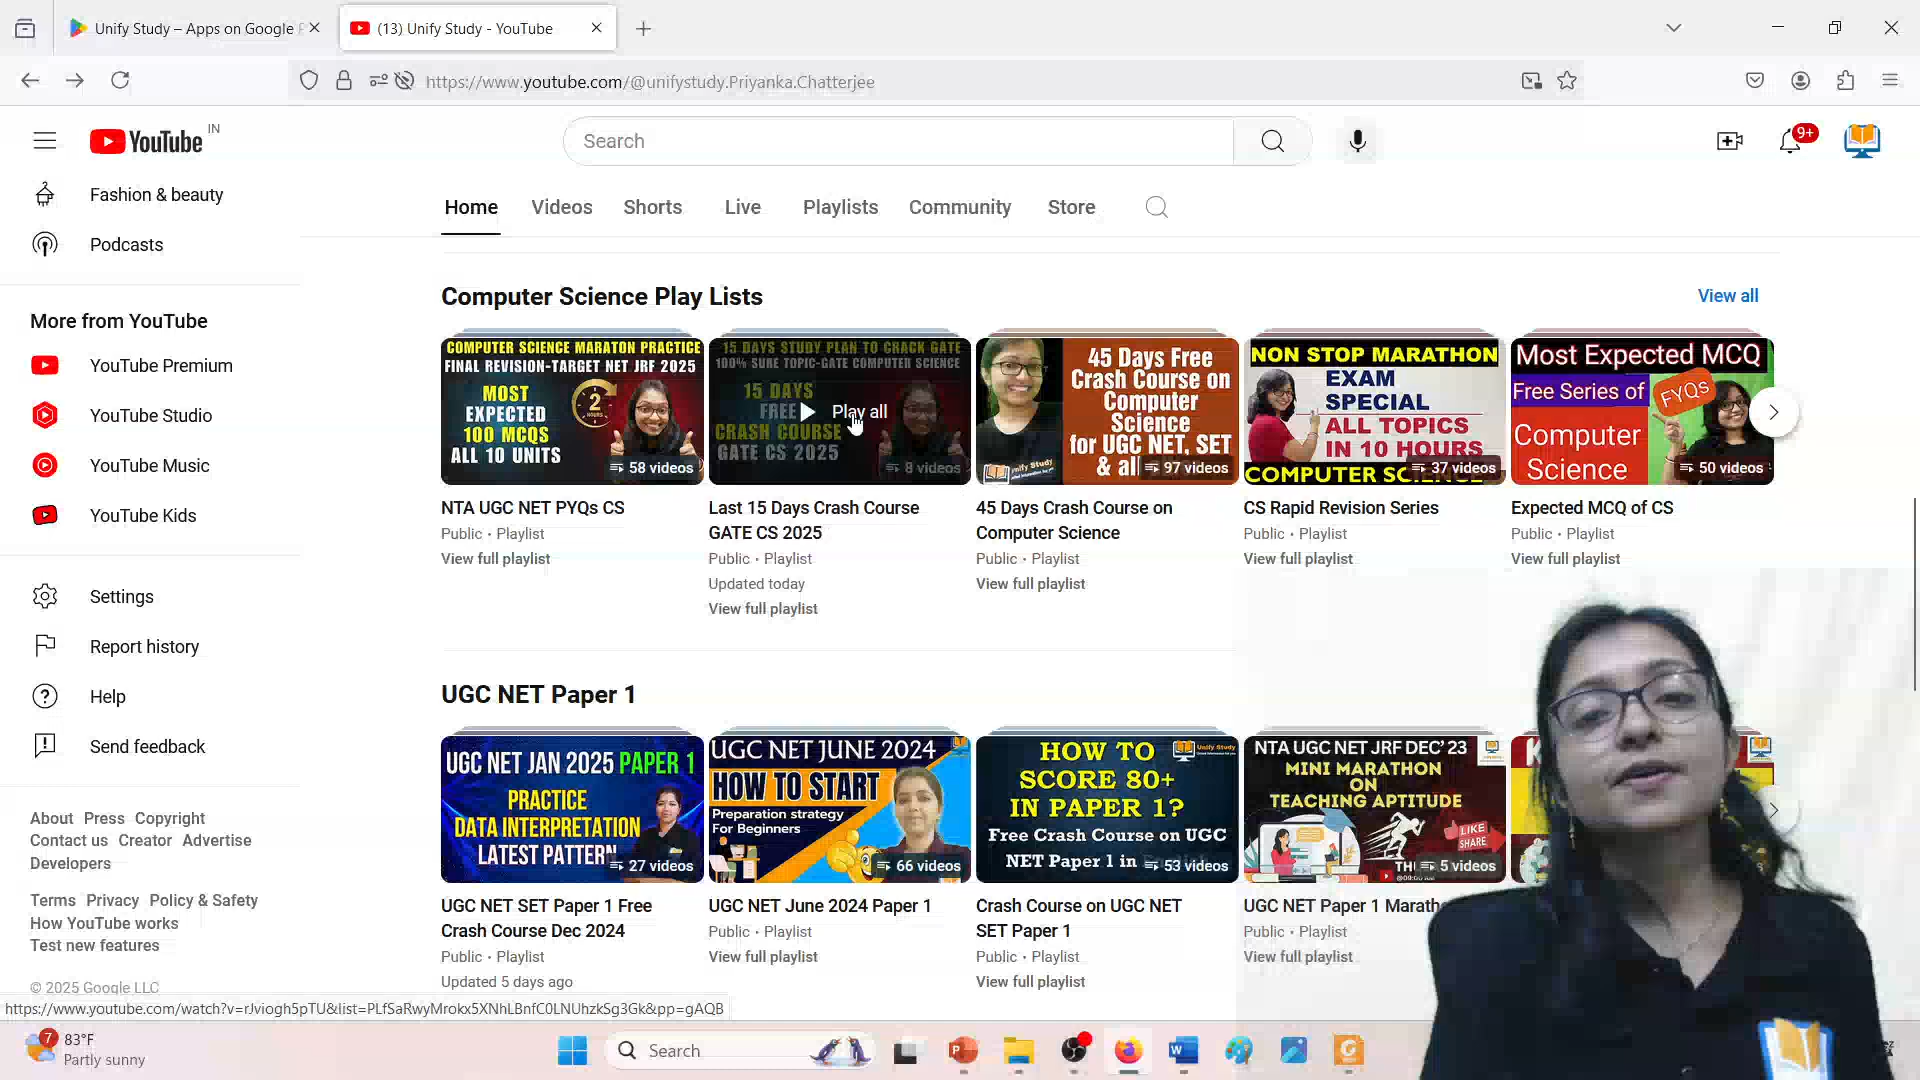 Unify Study – Apps on Google P
(13) Unify Study - YouTube
https://www.youtube.com/@unifystudy.Priyanka.Chatterjee
YouTube IN
Search
9+
Fashion & beauty
Podcasts
More from YouTube
YouTube Premium
YouTube Studio
YouTube Music
YouTube Kids
Settings
Report history
Help
Send feedback
About Press Copyright
Contact us Creator Advertise
Developers
Terms Privacy Policy & Safety
How YouTube works
Test new features
© 2025 Google LLC
Home Videos Shorts Live Playlists Community Store
Computer Science Play Lists
View all
COMPUTER SCIENCE MARATON PRACTICE
FINAL REVISION-TARGET NET JRF 2025
MOST
EXPECTED
100 MCQS
ALL 10 UNITS
2
HOURS
58 videos
NTA UGC NET PYQs CS
Public • Playlist
View full playlist
15 DAYS STUDY PLAN TO CRACK GATE
100% SURE TOPIC-GATE COMPUTER SCIENCE
15 DAYS
FREE
CRASH COURSE
GATE CS 2025
Play all
8 videos
Last 15 Days Crash Course
GATE CS 2025
Public • Playlist
Updated today
View full playlist
45 Days Free
Crash Course on
Computer
Science
for UGC NET, SET
& all
Unify Study
97 videos
45 Days Crash Course on
Computer Science
Public • Playlist
View full playlist
NON STOP MARATHON
EXAM
SPECIAL
ALL TOPICS
IN 10 HOURS
COMPUTER SCIENCE
37 videos
CS Rapid Revision Series
Public • Playlist
View full playlist
Most Expected MCQ
Free Series of
FYQs
Computer
Science
50 videos
Expected MCQ of CS
Public • Playlist
View full playlist
UGC NET Paper 1
UGC NET JAN 2025 PAPER 1
PRACTICE
DATA INTERPRETATION
LATEST PATTERN
27 videos
UGC NET SET Paper 1 Free
Crash Course Dec 2024
Public • Playlist
Updated 5 days ago
UGC NET JUNE 2024
HOW TO START
Preparation strategy
For Beginners
66 videos
UGC NET June 2024 Paper 1
Public • Playlist
View full playlist
HOW TO
SCORE 80+
IN PAPER 1?
Free Crash Course on UGC
NET Paper 1 in
Unify Study
53 videos
Crash Course on UGC NET
SET Paper 1
Public • Playlist
View full playlist
NTA UGC NET JRF DEC'23
MINI MARATHON
ON
TEACHING APTITUDE
LIKE
SHARE
5 videos
UGC NET Paper 1 Marath
Public • Playlist
View full playlist
https://www.youtube.com/watch?v=rJviogh5pTU&list=PLfSaRwyMrokx5XNhLBnfC0LNUhzkSg3Gk&pp=gAQB
7
83°F
Partly sunny
Search